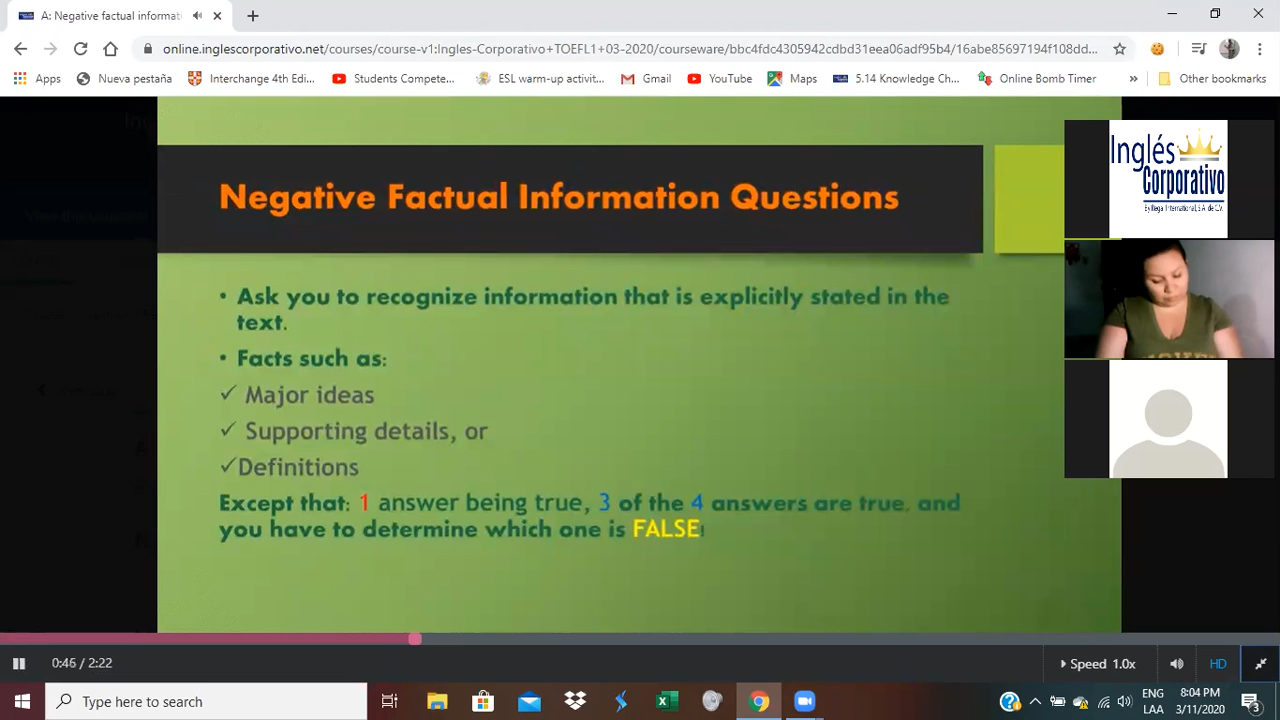 A: Negative factual informati
online.inglescorporativo.net/courses/course-v1:Ingles-Corporativo+TOEFL1+03-2020/courseware/bbc4fdc4305942cdbd31eea06adf95b4/16abe85697194f108dd...
Apps
Nueva pestaña
Interchange 4th Edi...
Students Compete...
ESL warm-up activit...
Gmail
YouTube
Maps
5.14 Knowledge Ch...
Online Bomb Timer
»
Other bookmarks
Negative Factual Information Questions
• Ask you to recognize information that is explicitly stated in the
text.
• Facts such as:
✓ Major ideas
✓ Supporting details, or
✓Definitions
Except that: 1 answer being true, 3 of the 4 answers are true, and
you have to determine which one is FALSE!
Inglés
Corporativo
0:46 / 2:22
Speed 1.0x
HD
Type here to search
ENG
LAA
8:04 PM
3/11/2020
3